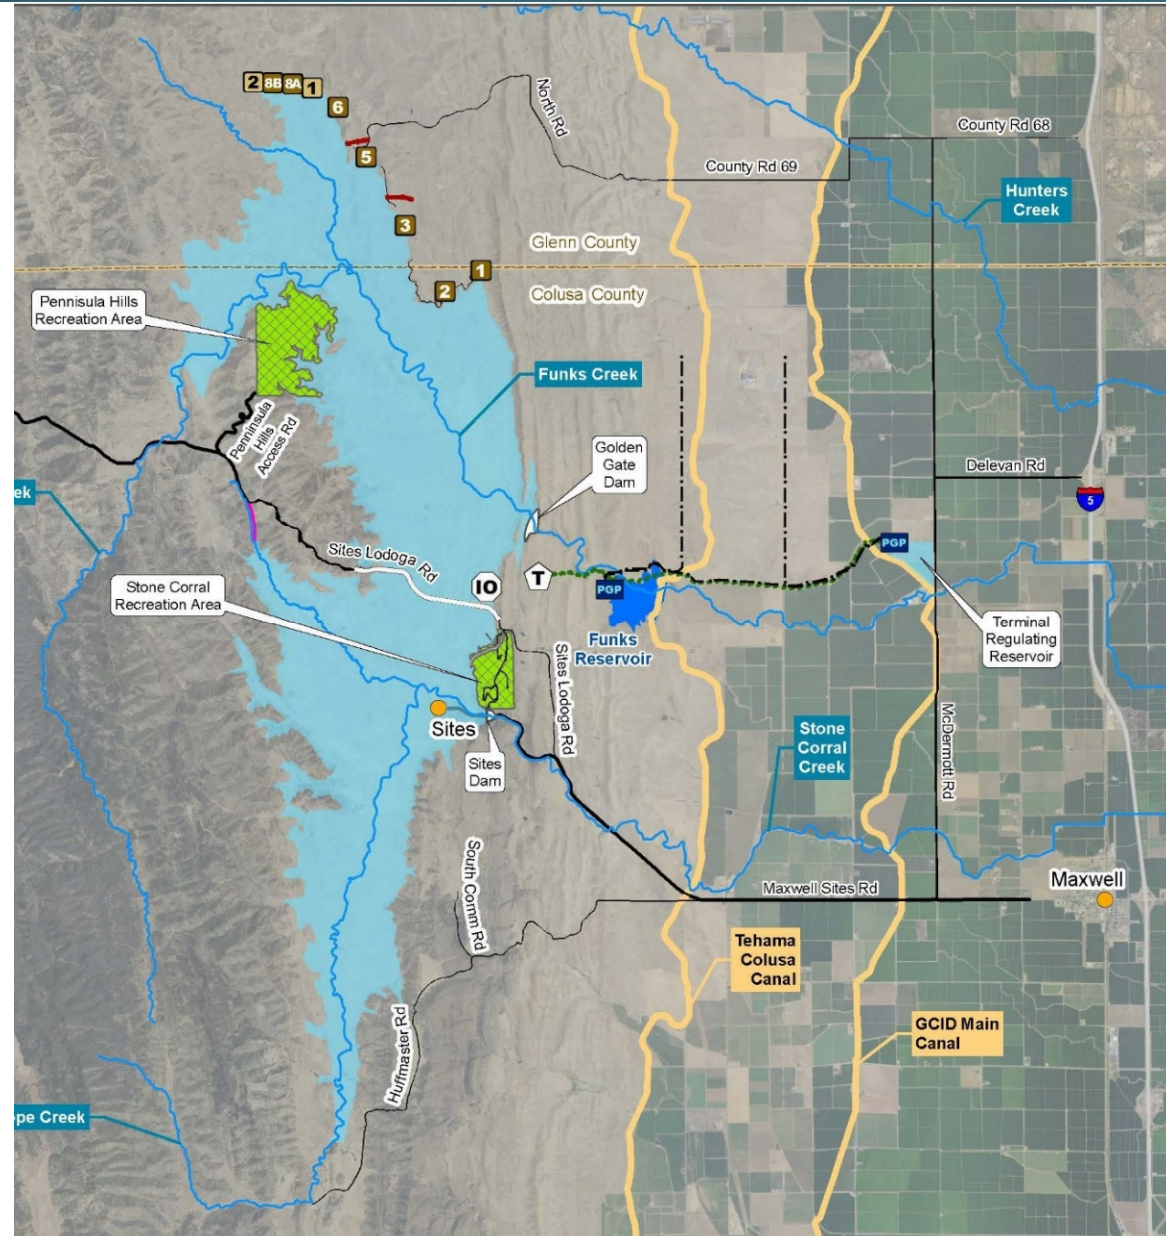 2
8B
8A
1
6
5
3
1
2
North Rd
County Rd 68
County Rd 69
Hunters
Creek
Glenn County
Colusa County
Pennisula Hills
Recreation Area
Funks Creek
Penninsula
Hills
Access Rd
Golden
Gate
Dam
Delevan Rd
5
ek
Sites Lodoga Rd
IO
T
PGP
PGP
Stone Corral
Recreation Area
Funks
Reservoir
Terminal
Regulating
Reservoir
Sites Lodoga Rd
Sites
Sites
Dam
Stone
Corral
Creek
McDermott Rd
South Comm Rd
Maxwell Sites Rd
Maxwell
Tehama
Colusa
Canal
GCID Main
Canal
Huffmaster Rd
ope Creek